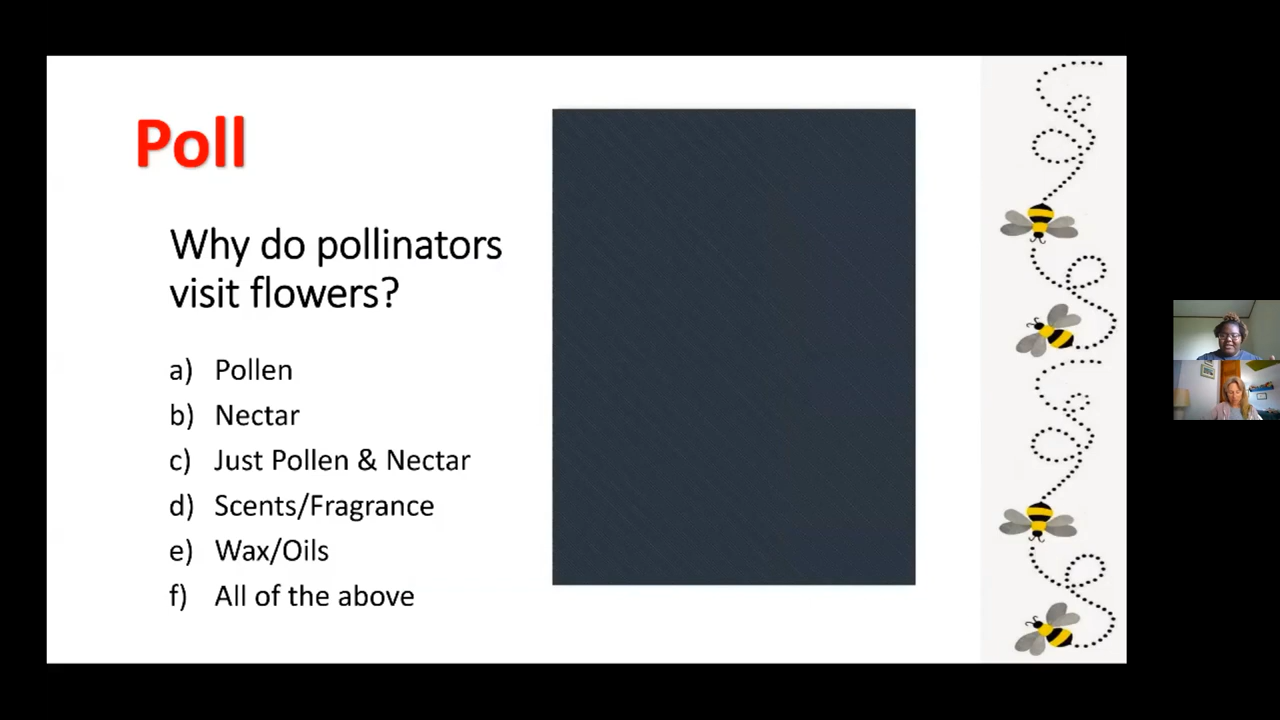 Poll
Why do pollinators
visit flowers?
a) Pollen
b) Nectar
c) Just Pollen & Nectar
d) Scents/Fragrance
e) Wax/Oils
f) All of the above